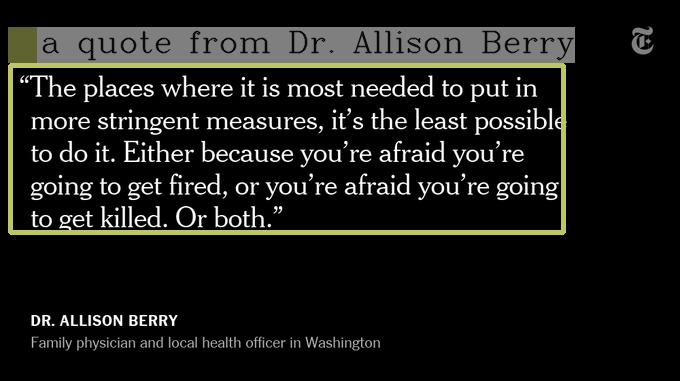 a quote from Dr. Allison Berry
“The places where it is most needed to put in
more stringent measures, it’s the least possible
to do it. Either because you’re afraid you’re
going to get fired, or you’re afraid you’re going
to get killed. Or both.”
DR. ALLISON BERRY
Family physician and local health officer in Washington